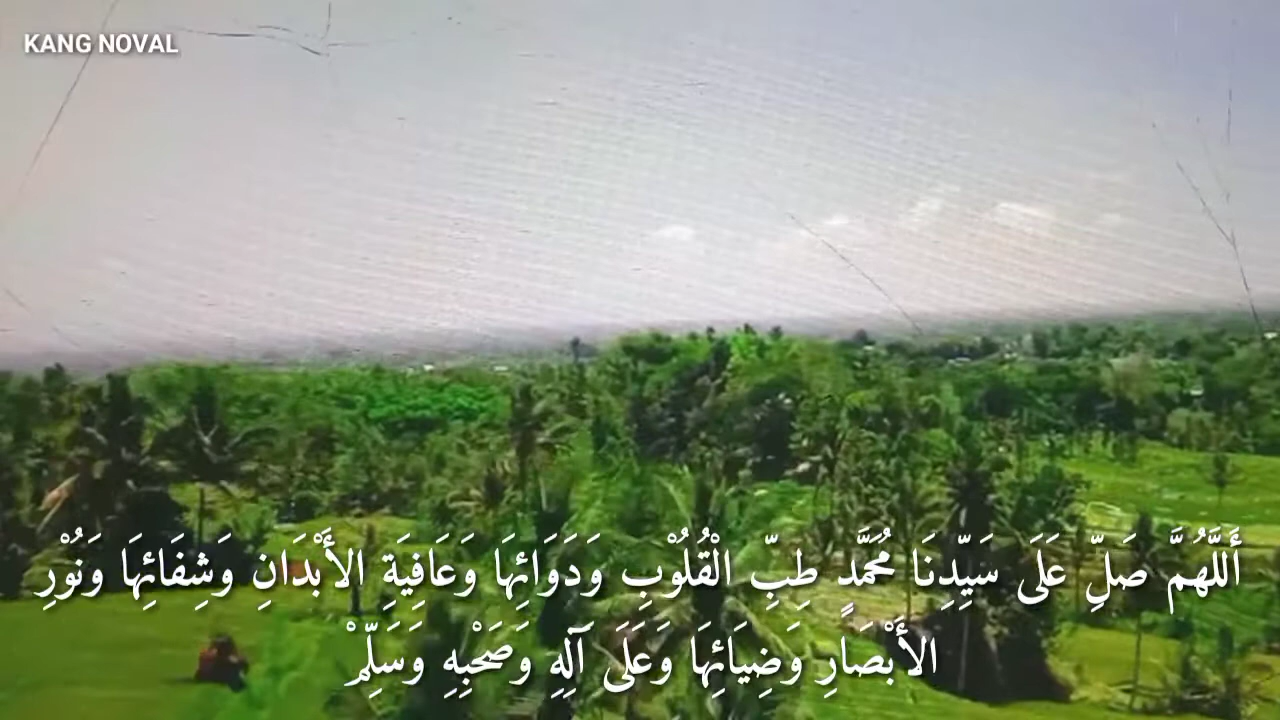 KANG NOVAL
أَللَّهُمَّ صَلِّ عَلَى سَيِّدِنَا مُحَمَّدٍ طِبِّ الْقُلُوْبِ وَدَوَائِهَا وَعَافِيَةِ الأَبْدَانِ وَشِفَائِهَا وَنُوْرِ
الأَبْصَارِ وَضِيَائِهَا وَعَلَى آلِهِ وَصَحْبِهِ وَسَلِّمْ